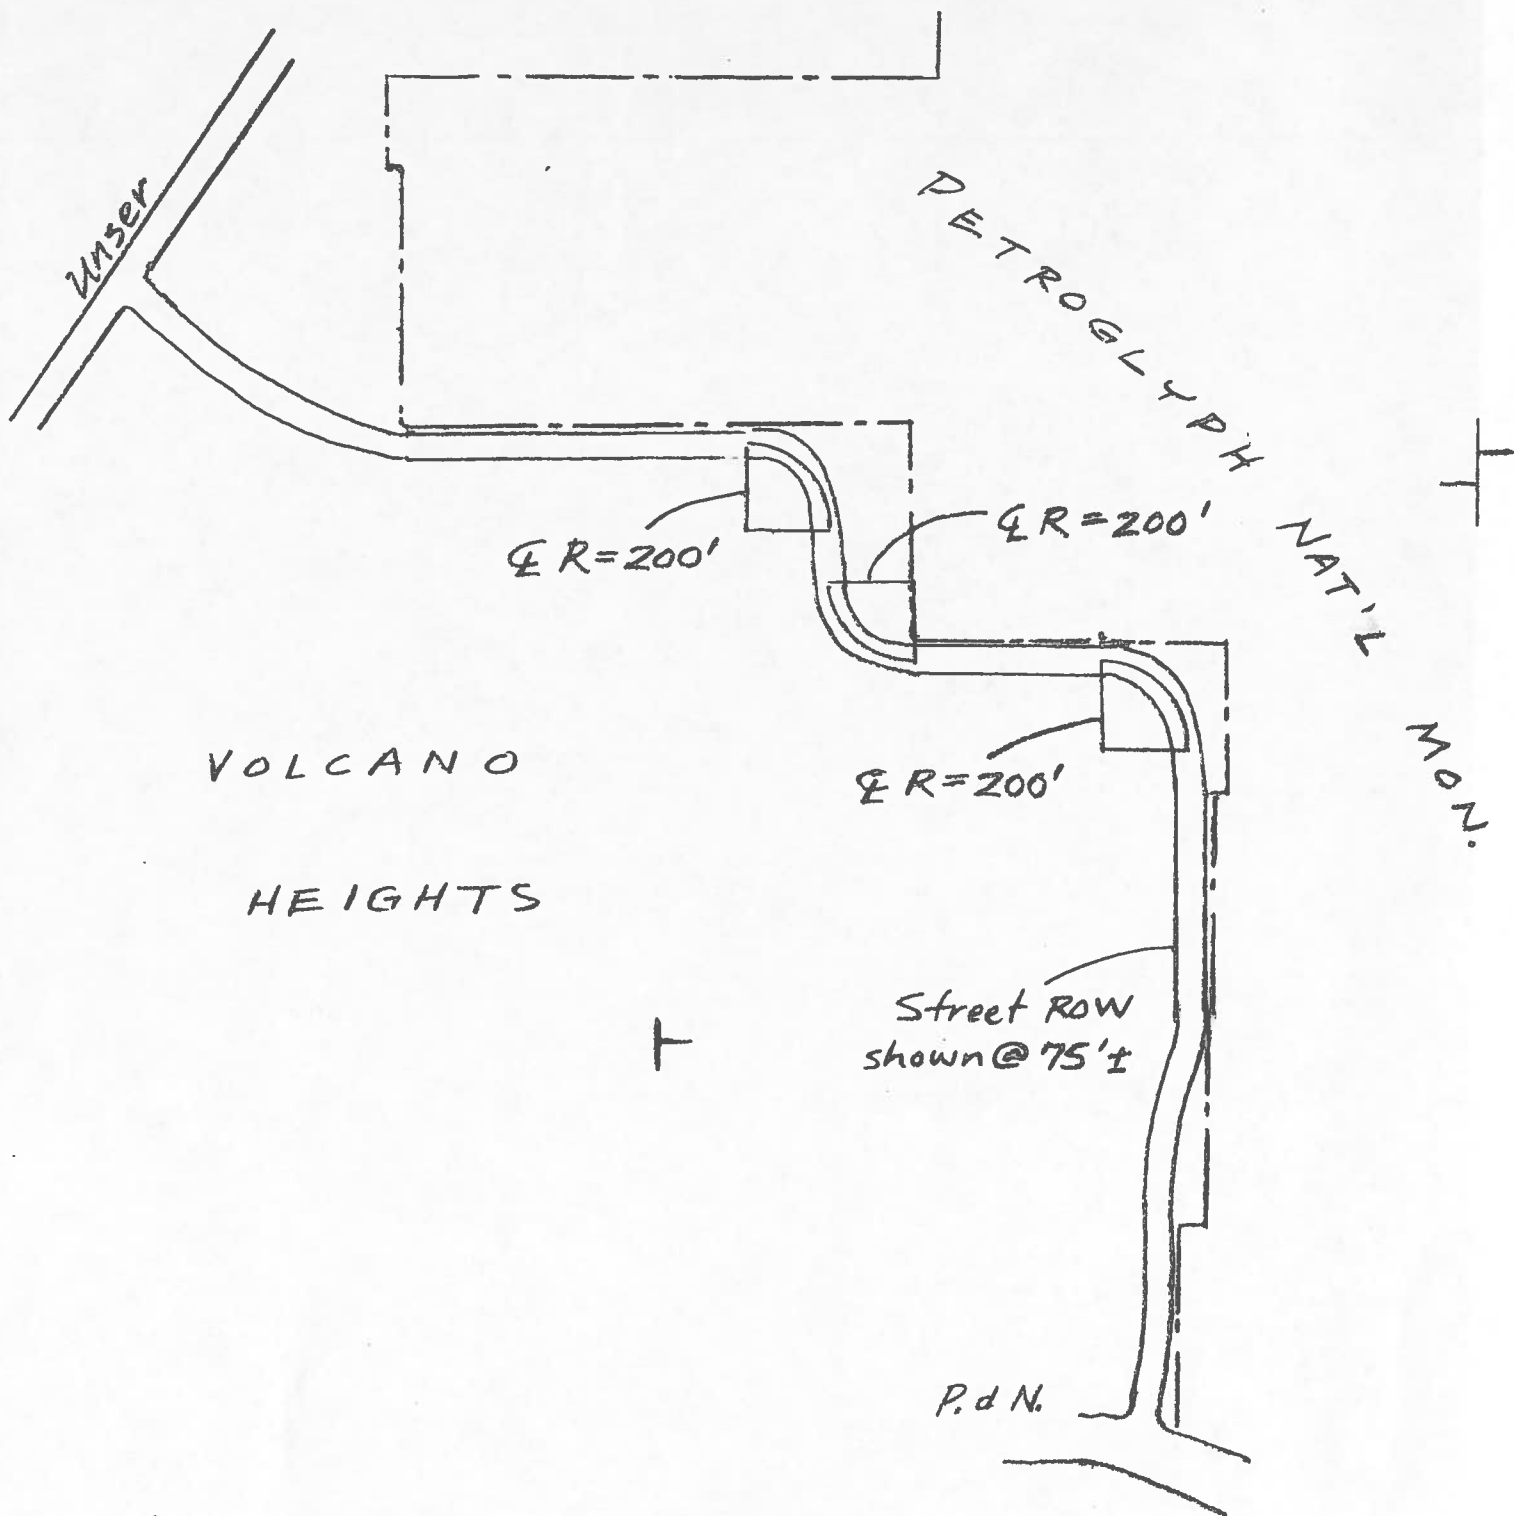 Unser
PETROGLYPH NAT'L MON.
℄ R=200'
℄ R=200'
℄ R=200'
VOLCANO
HEIGHTS
Street ROW
shown @ 75'±
P. d N.